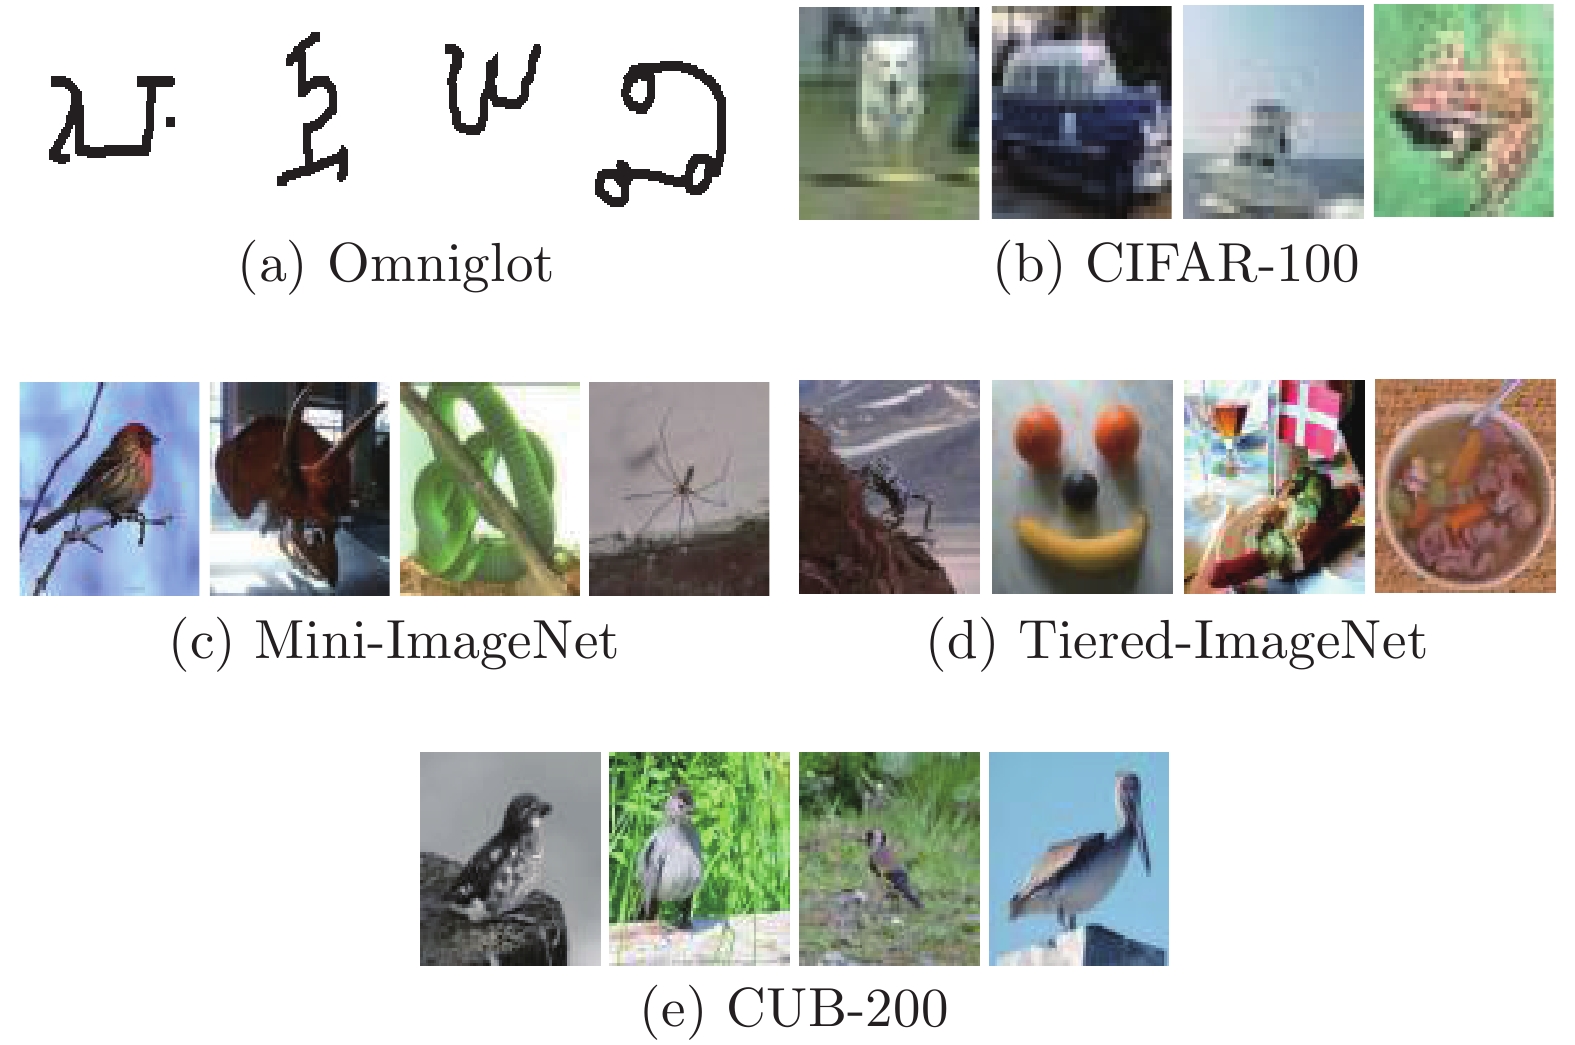 (a) Omniglot
(b) CIFAR-100
(c) Mini-ImageNet
(d) Tiered-ImageNet
(e) CUB-200